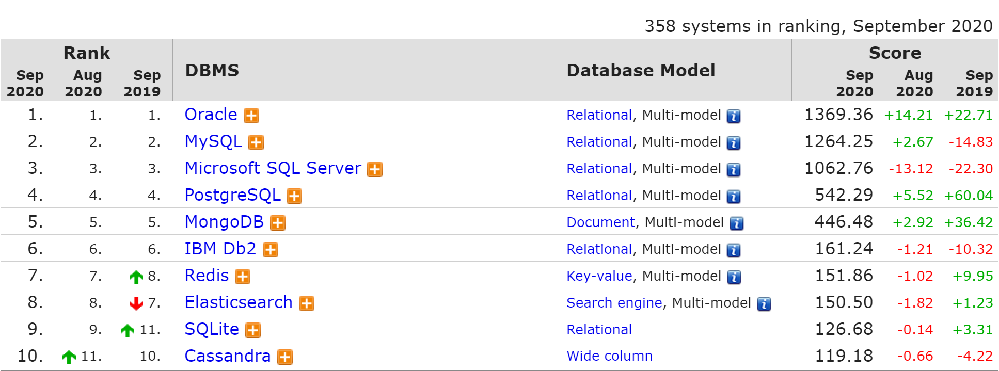 358 systems in ranking, September 2020
Rank DBMS Database Model Score
Sep 2020 Aug 2020 Sep 2019 Sep 2020 Aug 2020 Sep 2019
1. 1. 1. Oracle Relational, Multi-model 1369.36 +14.21 +22.71
2. 2. 2. MySQL Relational, Multi-model 1264.25 +2.67 -14.83
3. 3. 3. Microsoft SQL Server Relational, Multi-model 1062.76 -13.12 -22.30
4. 4. 4. PostgreSQL Relational, Multi-model 542.29 +5.52 +60.04
5. 5. 5. MongoDB Document, Multi-model 446.48 +2.92 +36.42
6. 6. 6. IBM Db2 Relational, Multi-model 161.24 -1.21 -10.32
7. 7. 8. Redis Key-value, Multi-model 151.86 -1.02 +9.95
8. 8. 7. Elasticsearch Search engine, Multi-model 150.50 -1.82 +1.23
9. 9. 11. SQLite Relational 126.68 -0.14 +3.31
10. 11. 10. Cassandra Wide column 119.18 -0.66 -4.22